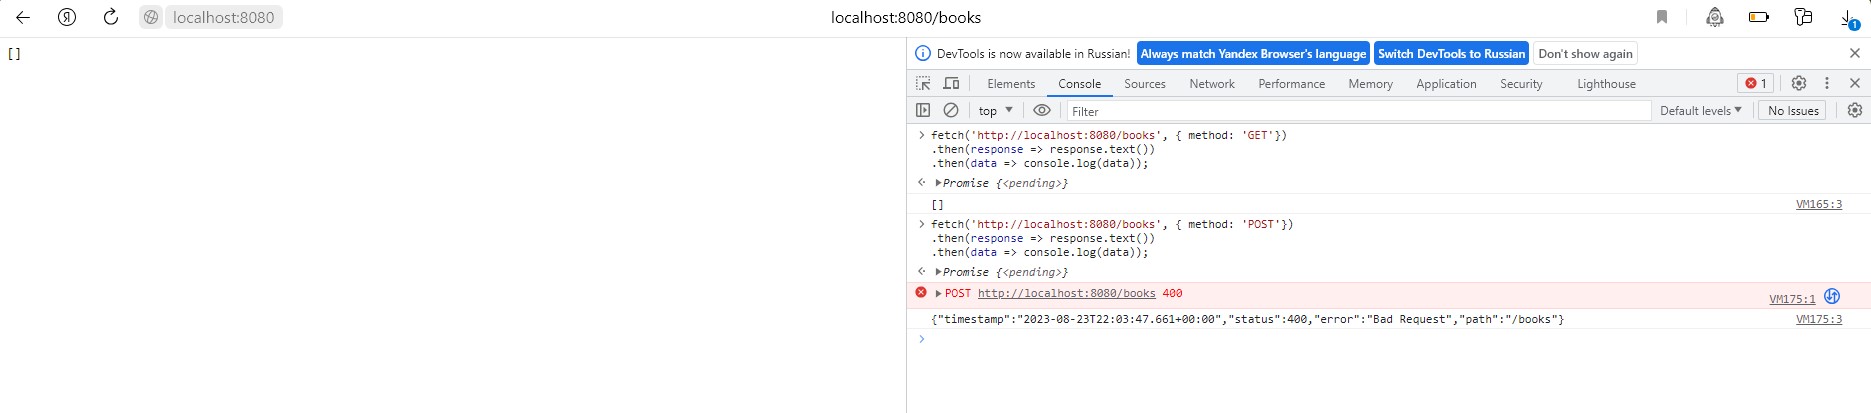 Я localhost:8080 localhost:8080/books 1
[]
DevTools is now available in Russian! Always match Yandex Browser's language Switch DevTools to Russian Don't show again
Elements Console Sources Network Performance Memory Application Security Lighthouse 1
top Filter Default levels No Issues
fetch('http://localhost:8080/books', { method: 'GET'})
.then(response => response.text())
.then(data => console.log(data));
Promise {<pending>}
[] VM165:3
fetch('http://localhost:8080/books', { method: 'POST'})
.then(response => response.text())
.then(data => console.log(data));
Promise {<pending>}
POST http://localhost:8080/books 400 VM175:1
{"timestamp":"2023-08-23T22:03:47.661+00:00","status":400,"error":"Bad Request","path":"/books"} VM175:3